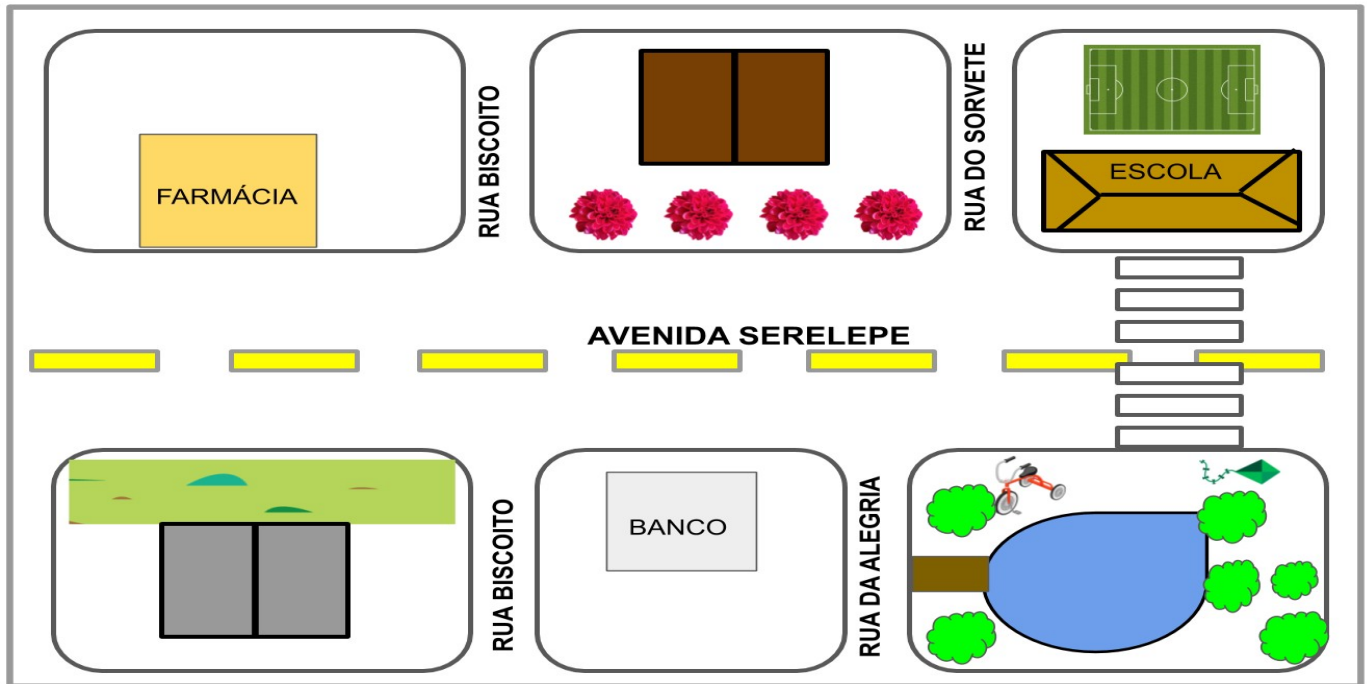 FARMÁCIA
RUA BISCOITO
RUA DO SORVETE
ESCOLA
AVENIDA SERELEPE
RUA BISCOITO
BANCO
RUA DA ALEGRIA